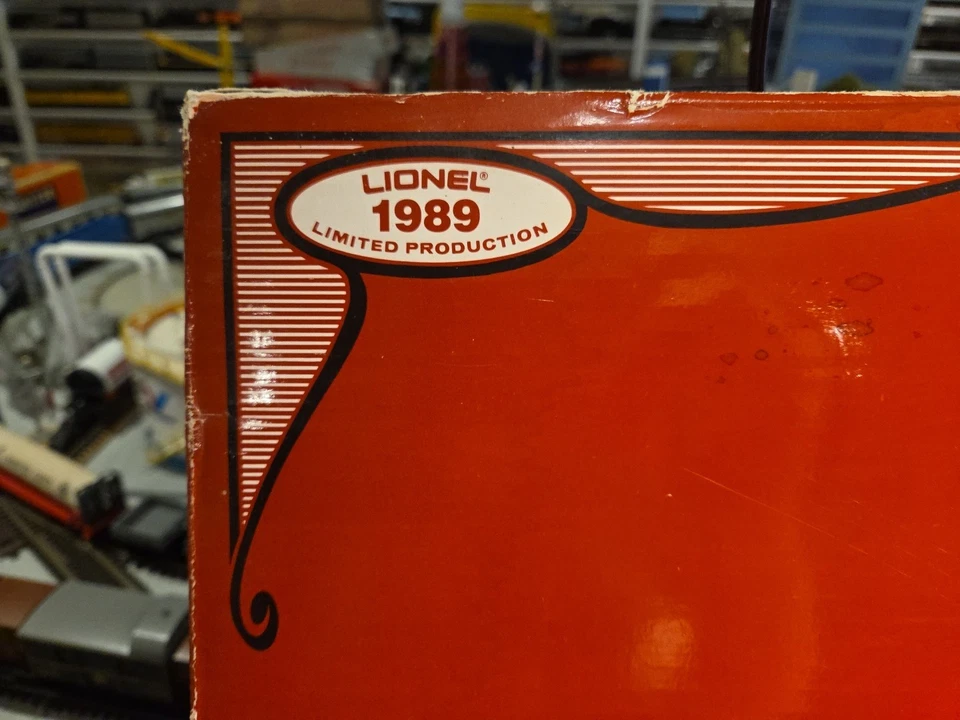 LIONEL®
1989
LIMITED PRODUCTION